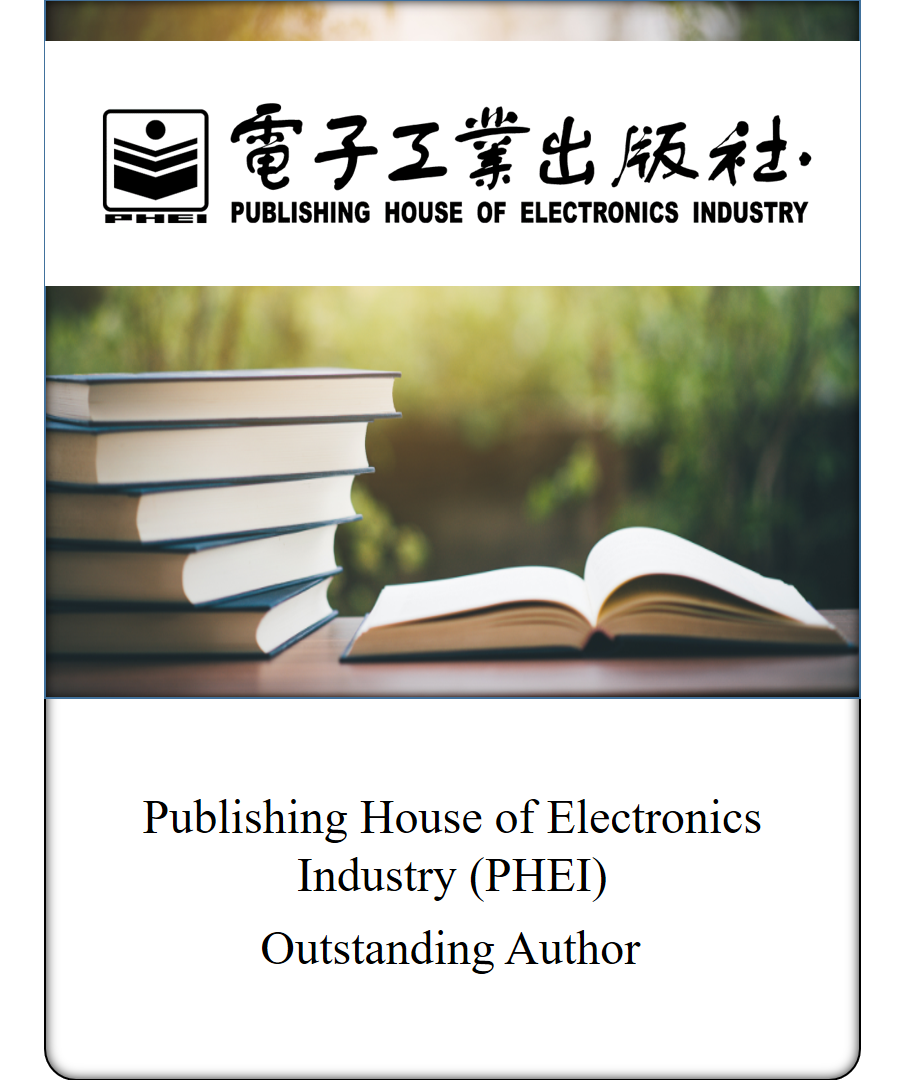 電子工業出版社
PHEI
PUBLISHING HOUSE OF ELECTRONICS INDUSTRY
Publishing House of Electronics
Industry (PHEI)
Outstanding Author